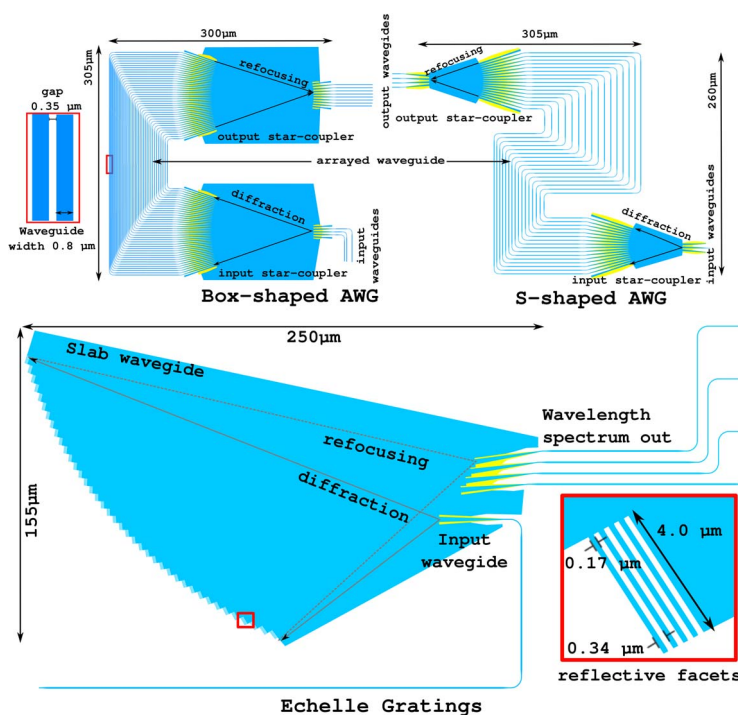 300µm
305µm
305µm
260µm
gap
0.35 µm
Waveguide
width 0.8 µm
refocusing
output star-coupler
output wavegides
refocusing
output star-coupler
arrayed waveguide
diffraction
input star-coupler
input
waveguides
diffraction
input star-coupler
input waveguides
Box-shaped AWG
S-shaped AWG
250µm
155µm
Slab wavegide
refocusing
diffraction
Wavelength
spectrum out
Input
wavegide
4.0 µm
0.17 µm
0.34 µm
reflective facets
Echelle Gratings